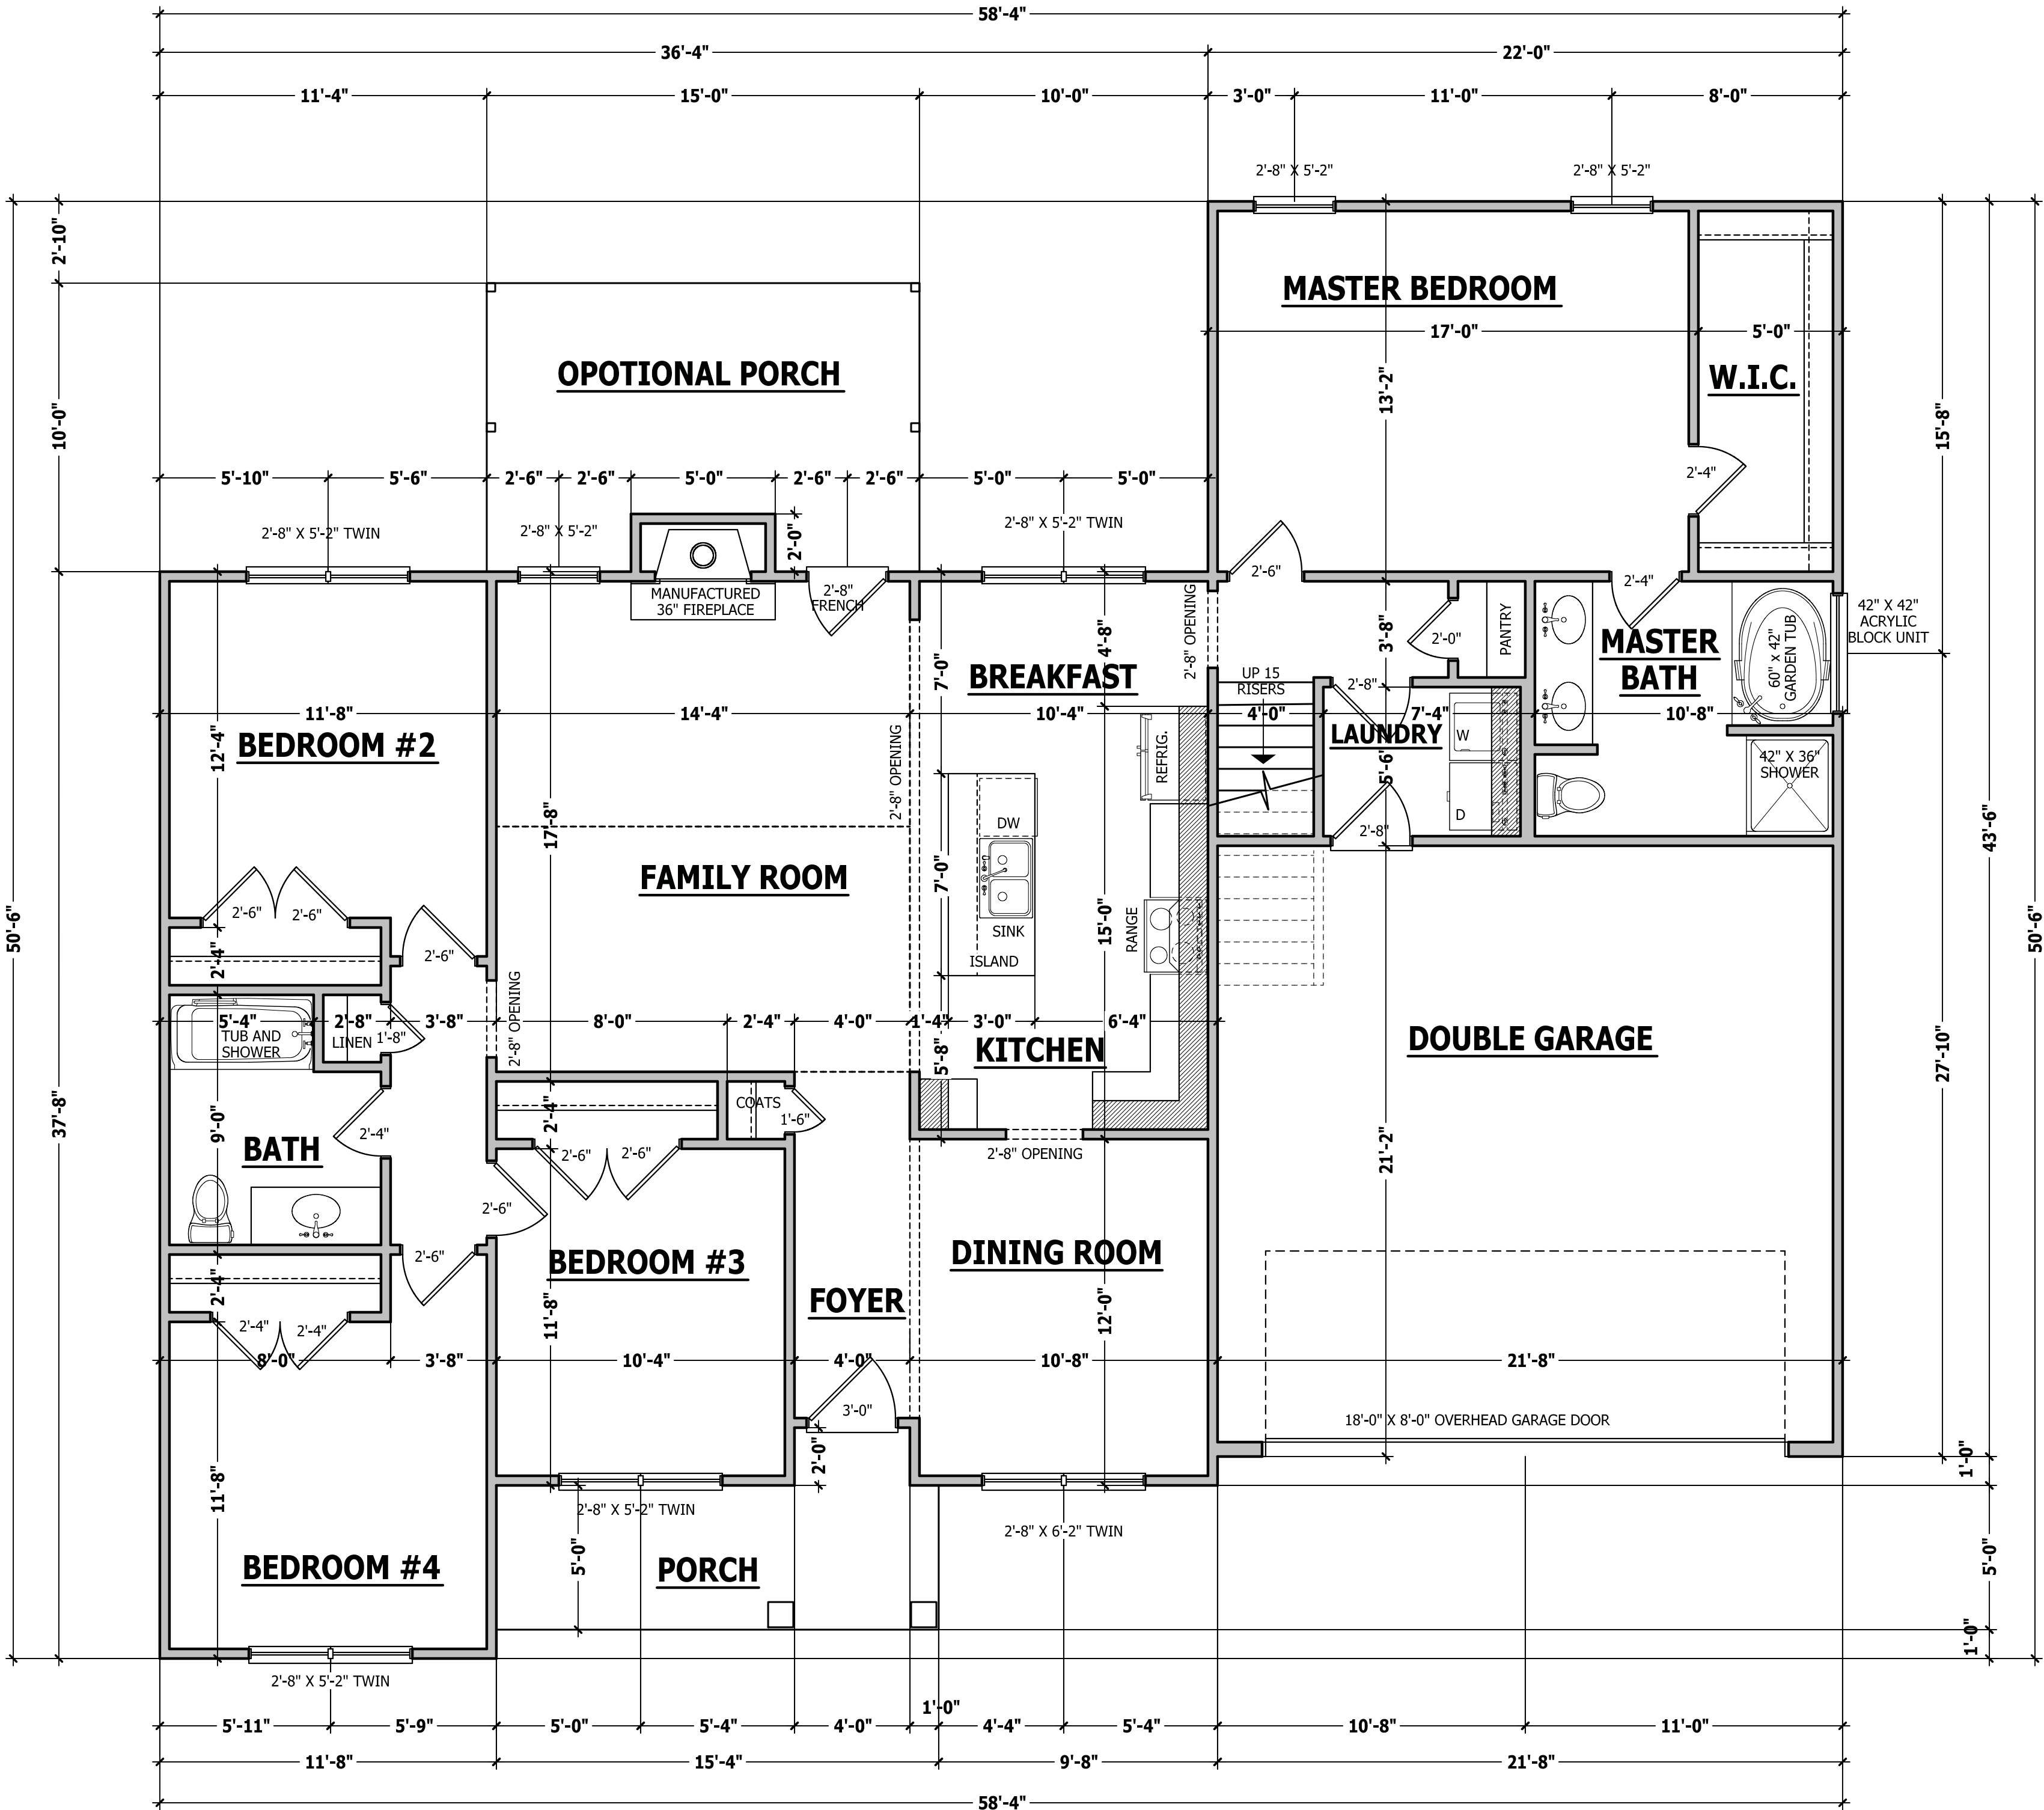 58'-4"
36'-4"
22'-0"
11'-4"
15'-0"
10'-0"
3'-0"
11'-0"
8'-0"
2'-8" X 5'-2"
2'-8" X 5'-2"
2'-10"
MASTER BEDROOM
17'-0"
5'-0"
OPOTIONAL PORCH
W.I.C.
13'-2"
10'-0"
15'-8"
2'-4"
5'-10"
5'-6"
2'-6"
2'-6"
5'-0"
2'-6"
2'-6"
5'-0"
5'-0"
2'-8" X 5'-2" TWIN
2'-8" X 5'-2"
2'-0"
2'-8" X 5'-2" TWIN
2'-6"
2'-4"
MANUFACTURED
36" FIREPLACE
2'-8"
FRENCH
2'-8" OPENING
42" X 42"
ACRYLIC
BLOCK UNIT
4'-8"
3'-8"
2'-0"
PANTRY
MASTER
BATH
60" X 42"
GARDEN TUB
7'-0"
BREAKFAST
UP 15
RISERS
2'-8"
11'-8"
14'-4"
10'-4"
4'-0"
7'-4"
10'-8"
BEDROOM #2
12'-4"
2'-8" OPENING
REFRIG.
LAUNDRY
W
5'-6"
42" X 36"
SHOWER
17'-8"
DW
2'-8"
D
43'-6"
FAMILY ROOM
7'-0"
2'-6"
2'-6"
15'-0"
RANGE
SINK
50'-6"
50'-6"
2'-4"
2'-6"
ISLAND
2'-8" OPENING
5'-4"
2'-8"
3'-8"
8'-0"
2'-4"
4'-0"
1'-4"
3'-0"
6'-4"
TUB AND
SHOWER
LINEN
1'-8"
KITCHEN
5'-8"
DOUBLE GARAGE
27'-10"
37'-8"
9'-0"
2'-4"
COATS
1'-6"
2'-4"
BATH
2'-6"
2'-6"
2'-8" OPENING
21'-2"
2'-6"
2'-6"
BEDROOM #3
DINING ROOM
2'-4"
FOYER
11'-8"
12'-0"
2'-4"
2'-4"
8'-0"
3'-8"
10'-4"
4'-0"
10'-8"
21'-8"
3'-0"
18'-0" X 8'-0" OVERHEAD GARAGE DOOR
2'-0"
1'-0"
11'-8"
2'-8" X 5'-2" TWIN
2'-8" X 6'-2" TWIN
5'-0"
5'-0"
BEDROOM #4
PORCH
1'-0"
2'-8" X 5'-2" TWIN
1'-0"
5'-11"
5'-9"
5'-0"
5'-4"
4'-0"
4'-4"
5'-4"
10'-8"
11'-0"
11'-8"
15'-4"
9'-8"
21'-8"
58'-4"